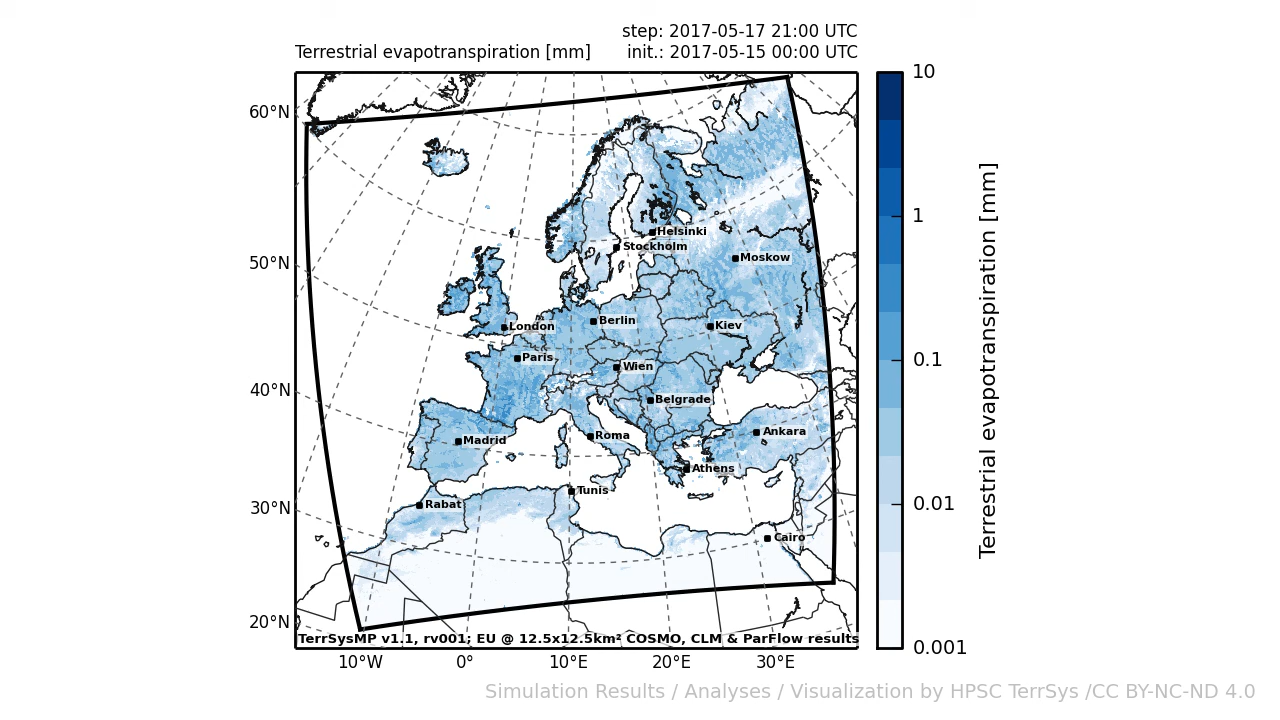 step: 2017-05-17 21:00 UTC
Terrestrial evapotranspiration [mm] init.: 2017-05-15 00:00 UTC
60°N
50°N
40°N
30°N
20°N
10°W 0° 10°E 20°E 30°E
Helsinki
Stockholm
Moskow
London
Berlin
Kiev
Paris
Wien
Belgrade
Madrid
Roma
Ankara
Athens
Tunis
Rabat
Cairo
TerrSysMP v1.1, rv001; EU @ 12.5x12.5km² COSMO, CLM & ParFlow results
10
1
0.1
0.01
0.001
Terrestrial evapotranspiration [mm]
Simulation Results / Analyses / Visualization by HPSC TerrSys /CC BY-NC-ND 4.0